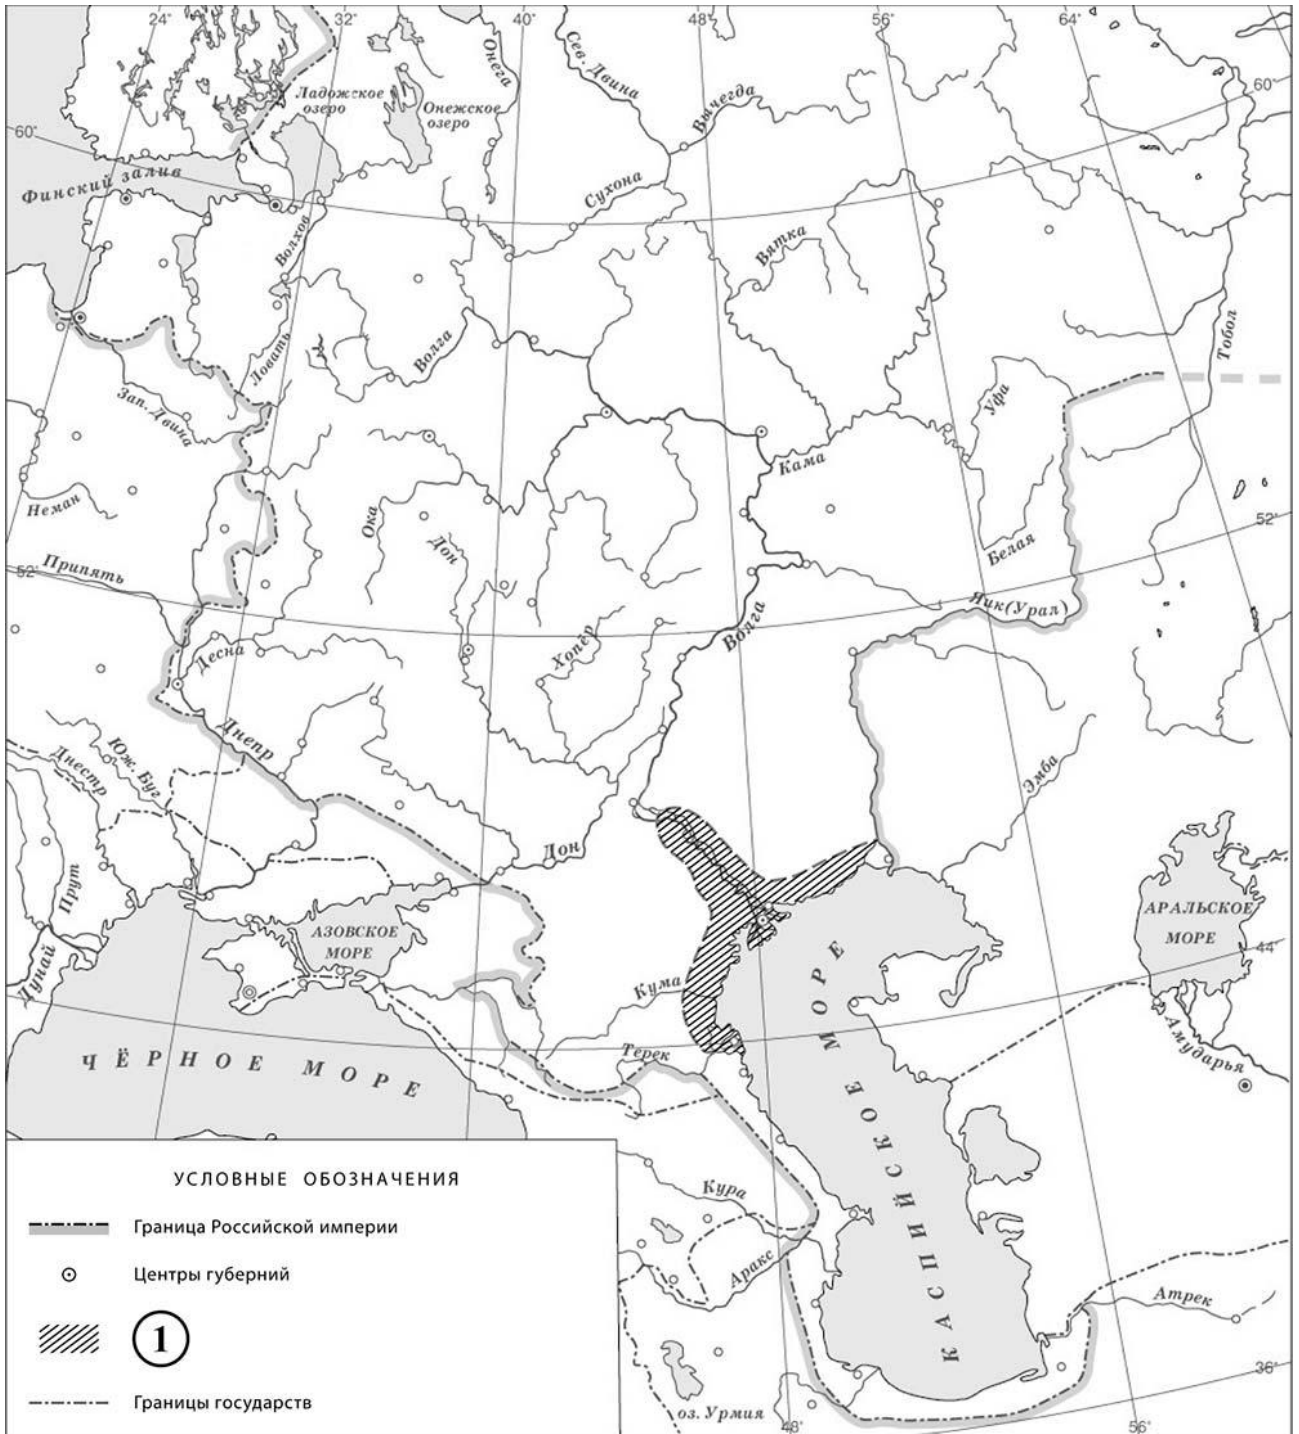 24°
32°
40°
48°
56°
64°
Онега
Сев. Двина
Вычегда
60°
Ладожское
озеро
Онежское
озеро
60°
Финский залив
Сухона
Волхов
Вятка
Ловать
Волга
Тобол
Зап. Двина
Уфа
Кама
Неман
Ока
Дон
52°
Белая
52°
Припять
Яик(Урал)
Волга
Десна
Хопёр
Днепр
Днестр
Юж. Буг
Эмба
Дон
Прут
АЗОВСКОЕ
МОРЕ
АРАЛЬСКОЕ
МОРЕ
44°
Дунай
Кума
ЧЁРНОЕ МОРЕ
Терек
Амударья
КАСПИЙСКОЕ МОРЕ
Кура
Аракс
Атрек
36°
оз. Урмия
48°
56°
УСЛОВНЫЕ ОБОЗНАЧЕНИЯ
Граница Российской империи
Центры губерний
1
Границы государств